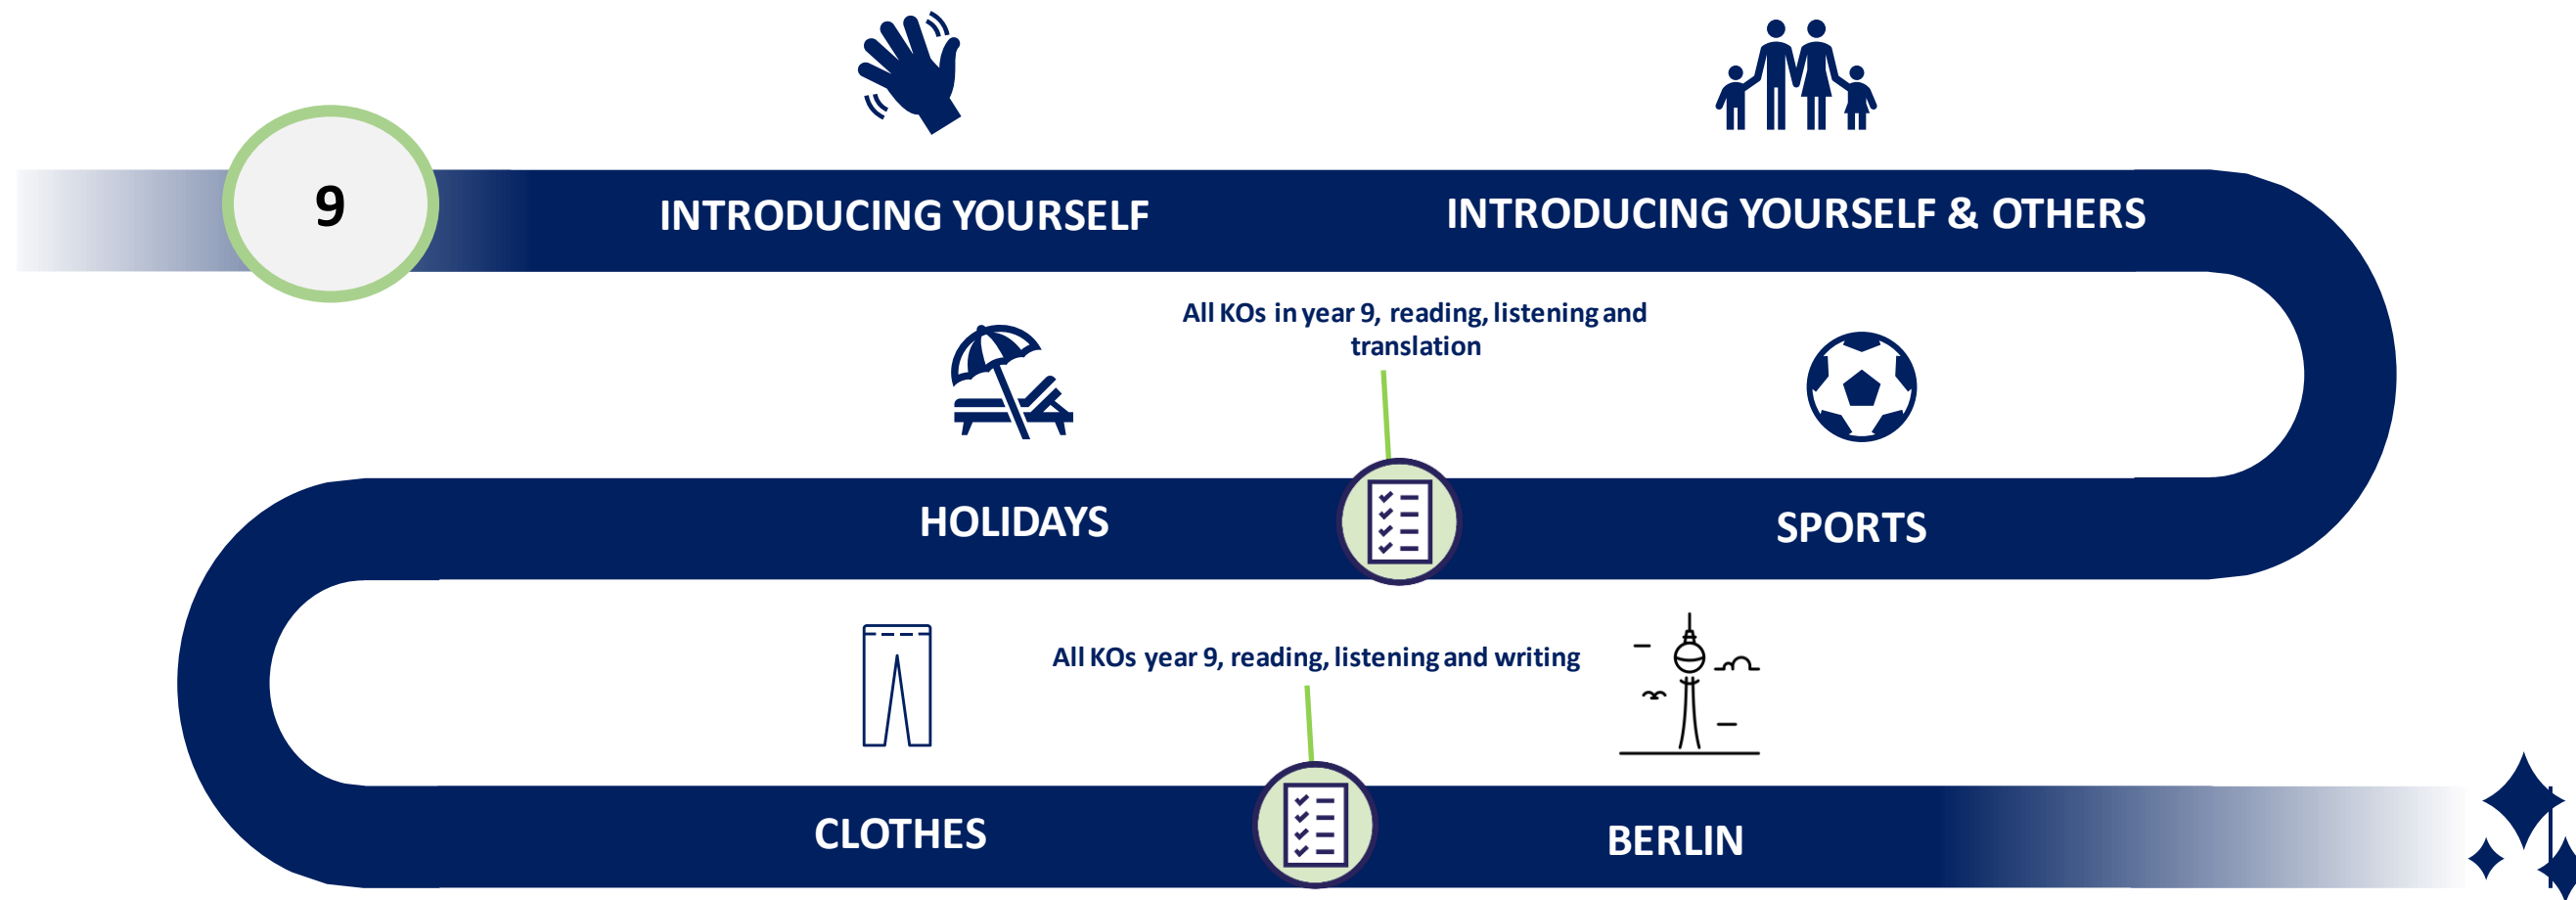 9
INTRODUCING YOURSELF
INTRODUCING YOURSELF & OTHERS
All KOs in year 9, reading, listening and
translation
HOLIDAYS
SPORTS
All KOs year 9, reading, listening and writing
CLOTHES
BERLIN